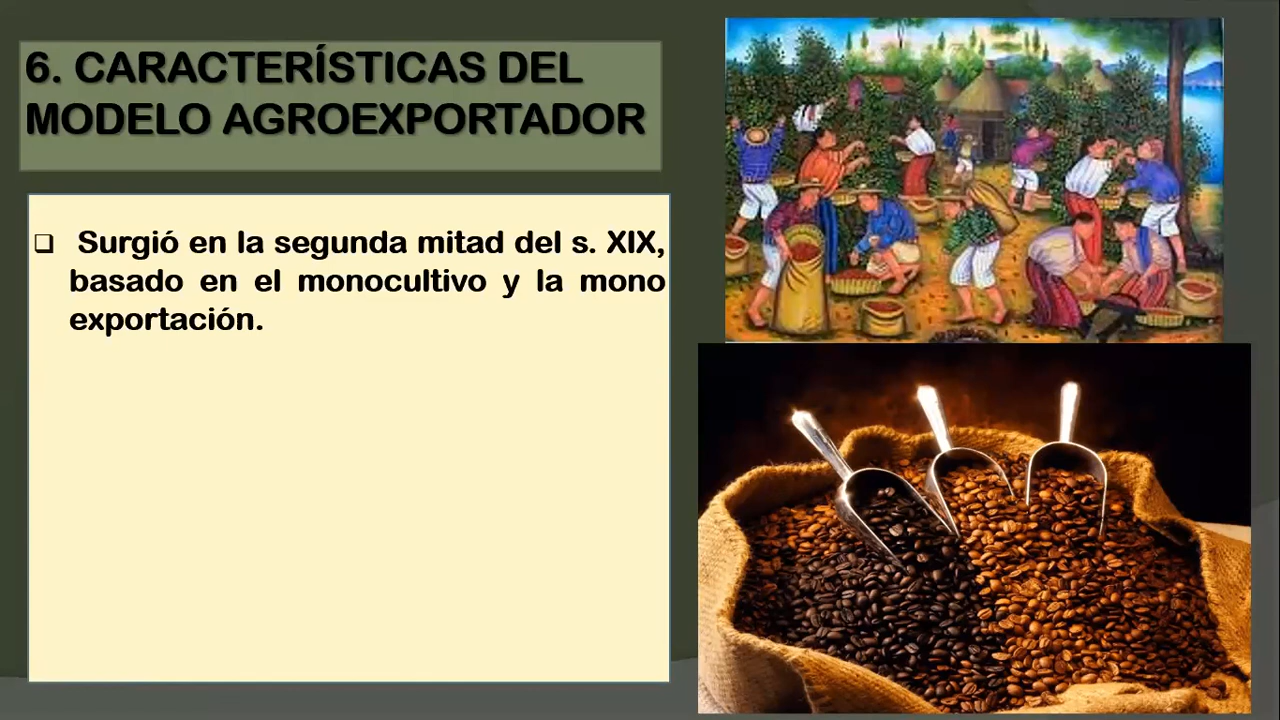 6. CARACTERÍSTICAS DEL
MODELO AGROEXPORTADOR
Surgió en la segunda mitad del s. XIX,
basado en el monocultivo y la mono
exportación.